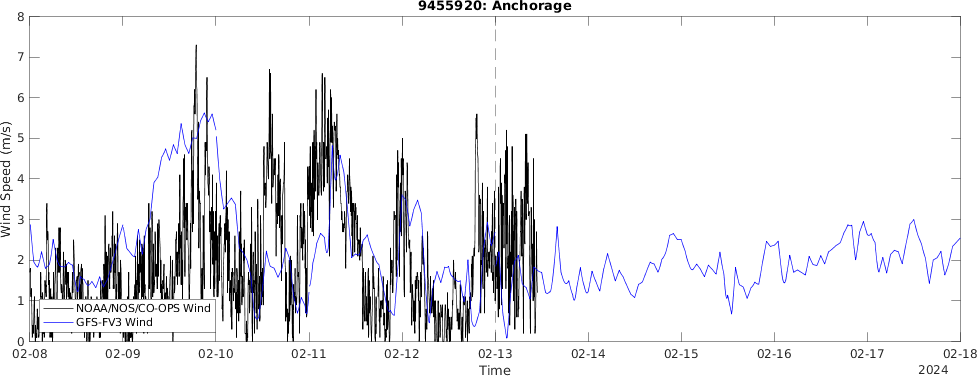 9455920: Anchorage
8
7
6
5
4
3
2
1
0
Wind Speed (m/s)
NOAA/NOS/CO-OPS Wind
GFS-FV3 Wind
02-08 02-09 02-10 02-11 02-12 02-13 02-14 02-15 02-16 02-17 02-18
Time
2024